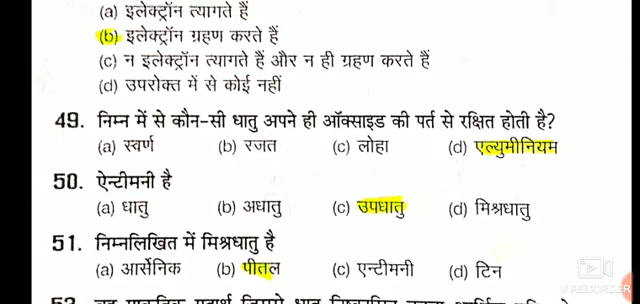 (a) इलेक्ट्रॉन त्यागते हैं
(b) इलेक्ट्रॉन ग्रहण करते हैं
(c) न इलेक्ट्रॉन त्यागते हैं और न ही ग्रहण करते हैं
(d) उपरोक्त में से कोई नहीं
49. निम्न में से कौन-सी धातु अपने ही ऑक्साइड की पर्त से रक्षित होती है?
(a) स्वर्ण (b) रजत (c) लोहा (d) एल्युमीनियम
50. ऐन्टीमनी है
(a) धातु (b) अधातु (c) उपधातु (d) मिश्रधातु
51. निम्नलिखित में मिश्रधातु है
(a) आर्सेनिक (b) पीतल (c) एन्टीमनी (d) टिन
V RECORDER